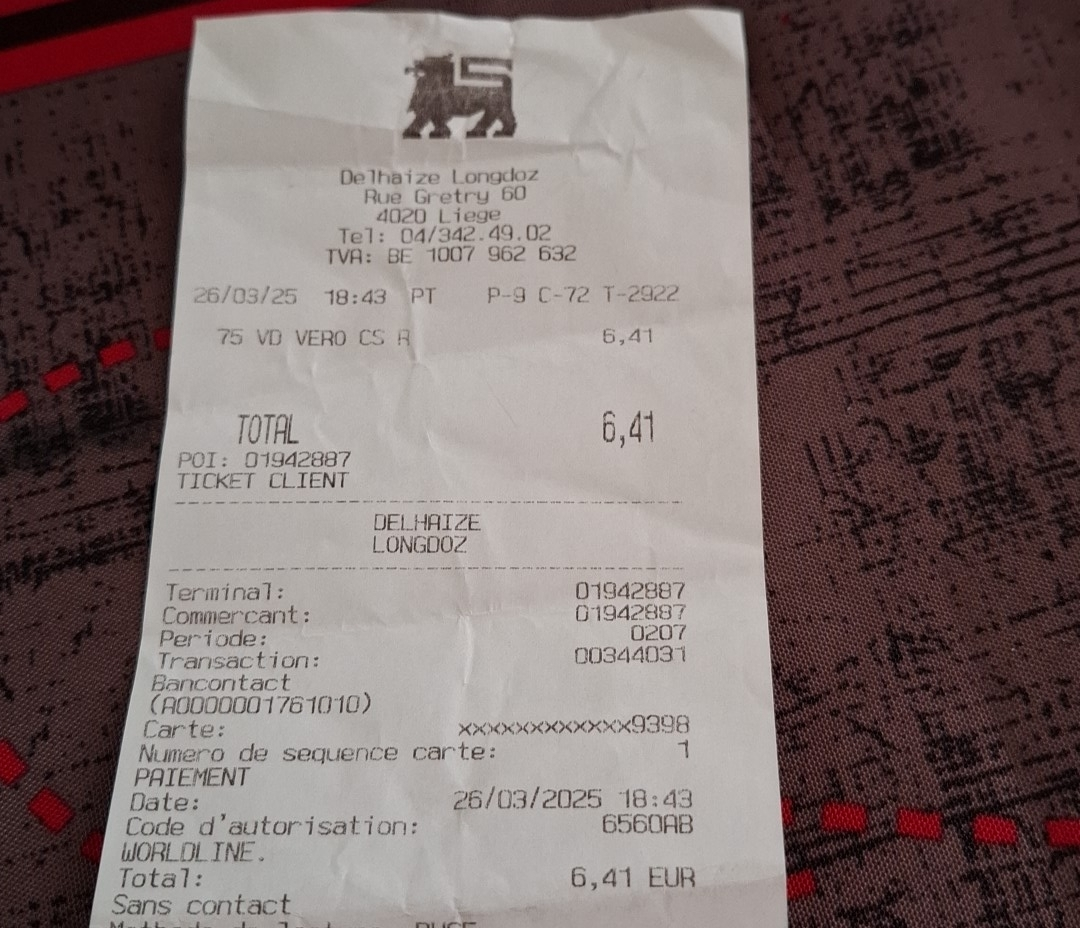 Delhaize Longdoz
Rue Gretry 60
4020 Liege
Tel: 04/342.49.02
TVA: BE 1007 962 632
26/03/25 18:43 PT P-9 C-72 T-2922
75 VD VERO CS R 6,41
TOTAL 6,41
POI: 01942887
TICKET CLIENT
DELHAIZE
LONGDOZ
Terminal: 01942887
Commercant: 01942887
Periode: 0207
Transaction: 00344031
Bancontact
(A0000001761010)
Carte: xxxxxxxxxxxxx9398
Numero de sequence carte: 1
PAIEMENT
Date: 26/03/2025 18:43
Code d'autorisation: 6560AB
WORLDLINE.
Total: 6,41 EUR
Sans contact